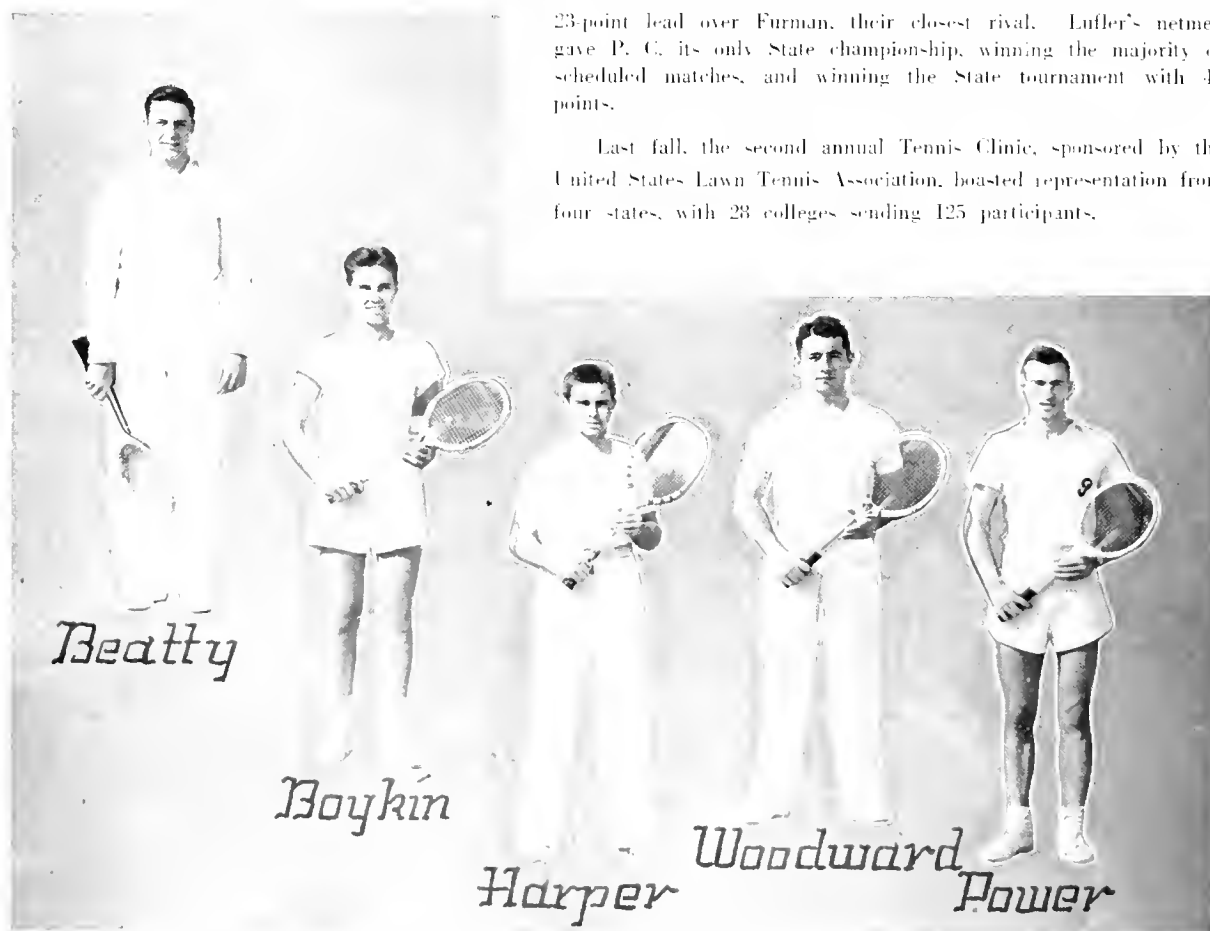 23-point lead over Furman, their closest rival. Lufler's netme
gave P. C. its only State championship, winning the majority o
scheduled matches, and winning the State tournament with 4
points.
Last fall, the second annual Tennis Clinic, sponsored by th
United States Lawn Tennis Association, boasted representation from
four states, with 28 colleges sending 125 participants.
Beatty
Boykin
Harper
Woodward
Power